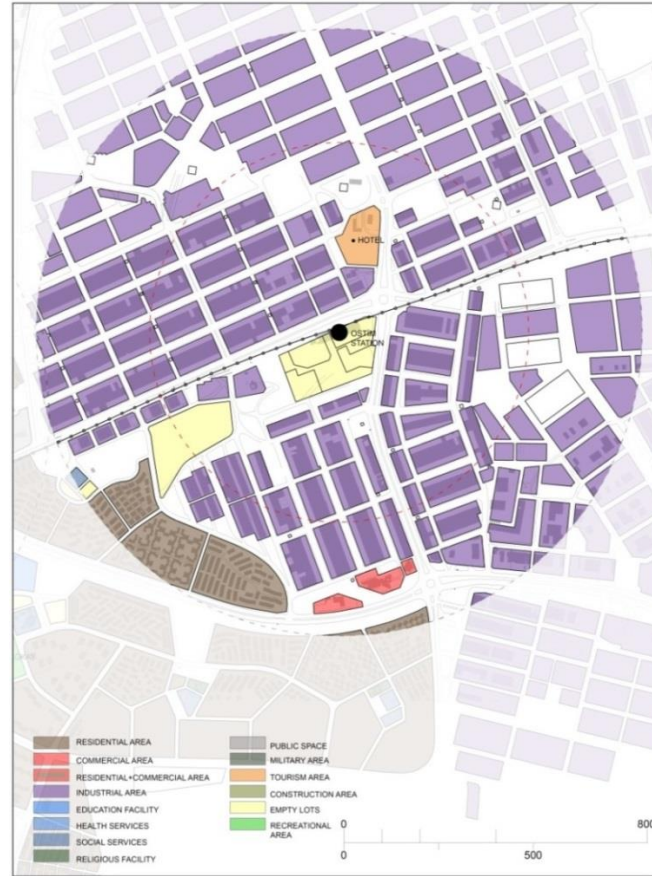 HOTEL
OSTIM
STATION
RESIDENTIAL AREA
COMMERCIAL AREA
RESIDENTIAL+COMMERCIAL AREA
INDUSTRIAL AREA
EDUCATION FACILITY
HEALTH SERVICES
SOCIAL SERVICES
RELIGIOUS FACILITY
PUBLIC SPACE
MILITARY AREA
TOURISM AREA
CONSTRUCTION AREA
EMPTY LOTS
RECREATIONAL
AREA
0 800
0 500